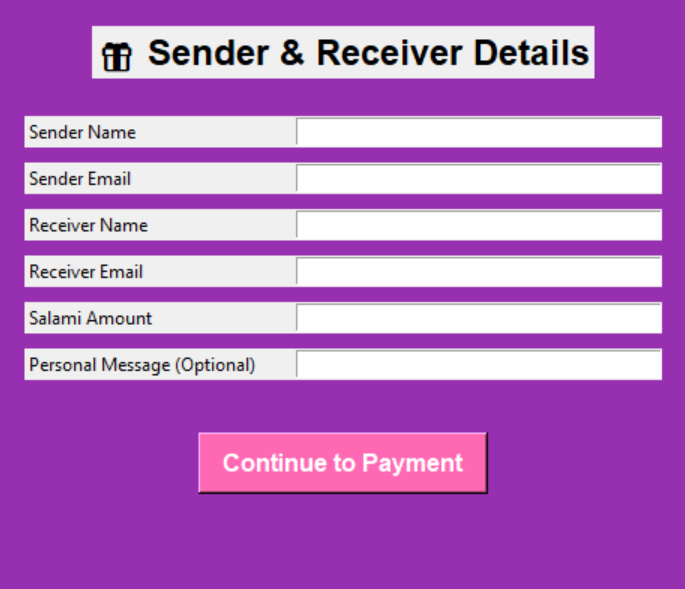 Sender & Receiver Details
Sender Name
Sender Email
Receiver Name
Receiver Email
Salami Amount
Personal Message (Optional)
Continue to Payment